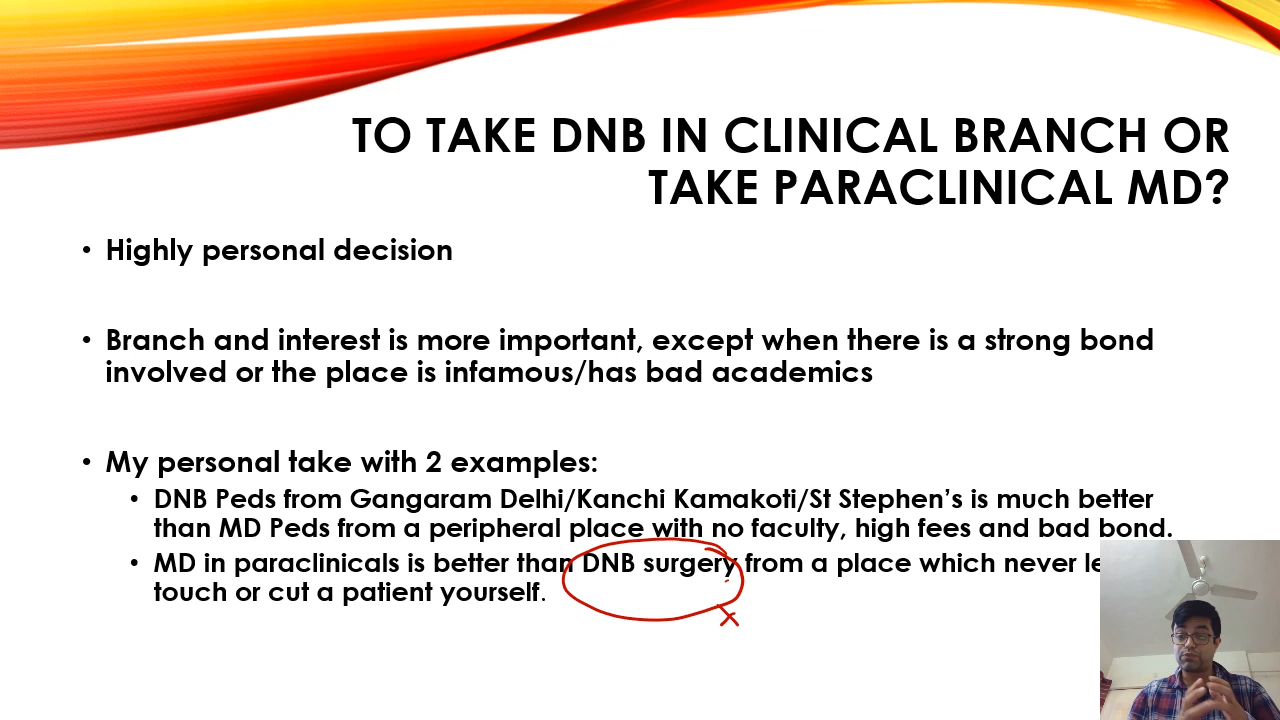 TO TAKE DNB IN CLINICAL BRANCH OR
TAKE PARACLINICAL MD?
• Highly personal decision
• Branch and interest is more important, except when there is a strong bond
involved or the place is infamous/has bad academics
• My personal take with 2 examples:
• DNB Peds from Gangaram Delhi/Kanchi Kamakoti/St Stephen’s is much better
than MD Peds from a peripheral place with no faculty, high fees and bad bond.
• MD in paraclinicals is better than DNB surgery from a place which never
touch or cut a patient yourself.